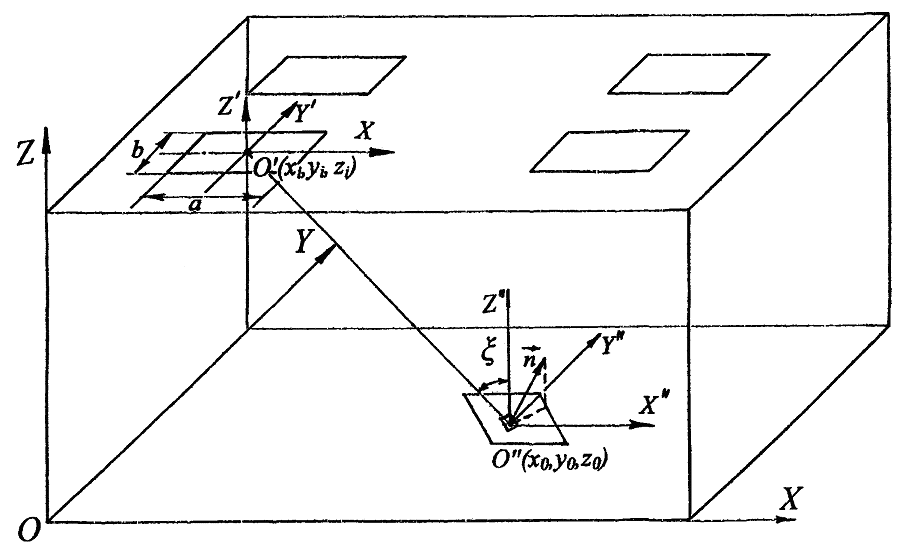 Z'
Y'
X
Z
b
O'(xᵢ,yᵢ, zᵢ)
a
Y
Z"
ξ
n⃗
Y"
X"
O"(x₀,y₀,z₀)
X
O